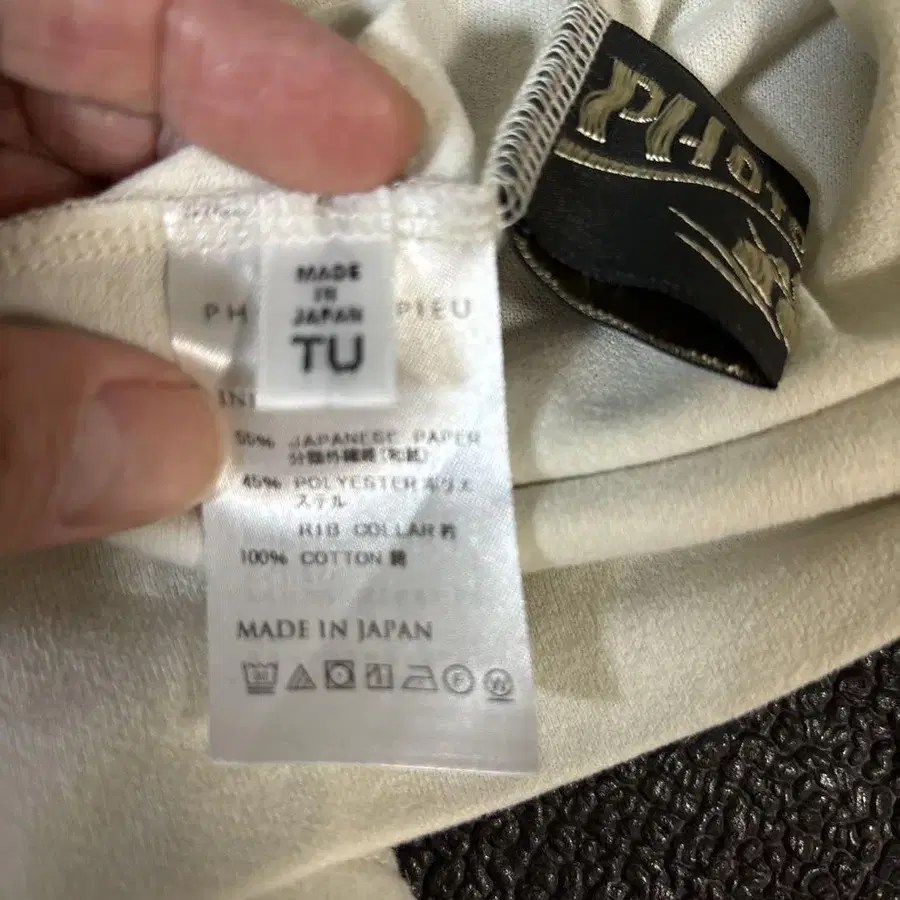 PHO
MADE
IN
JAPAN
TU
PH
PIEU
55% JAPANESE PAPER
分類外繊維(和紙)
45% POLYESTER ポリエ
ステル
RIB COLLAR 衿
100% COTTON 綿
MADE IN JAPAN